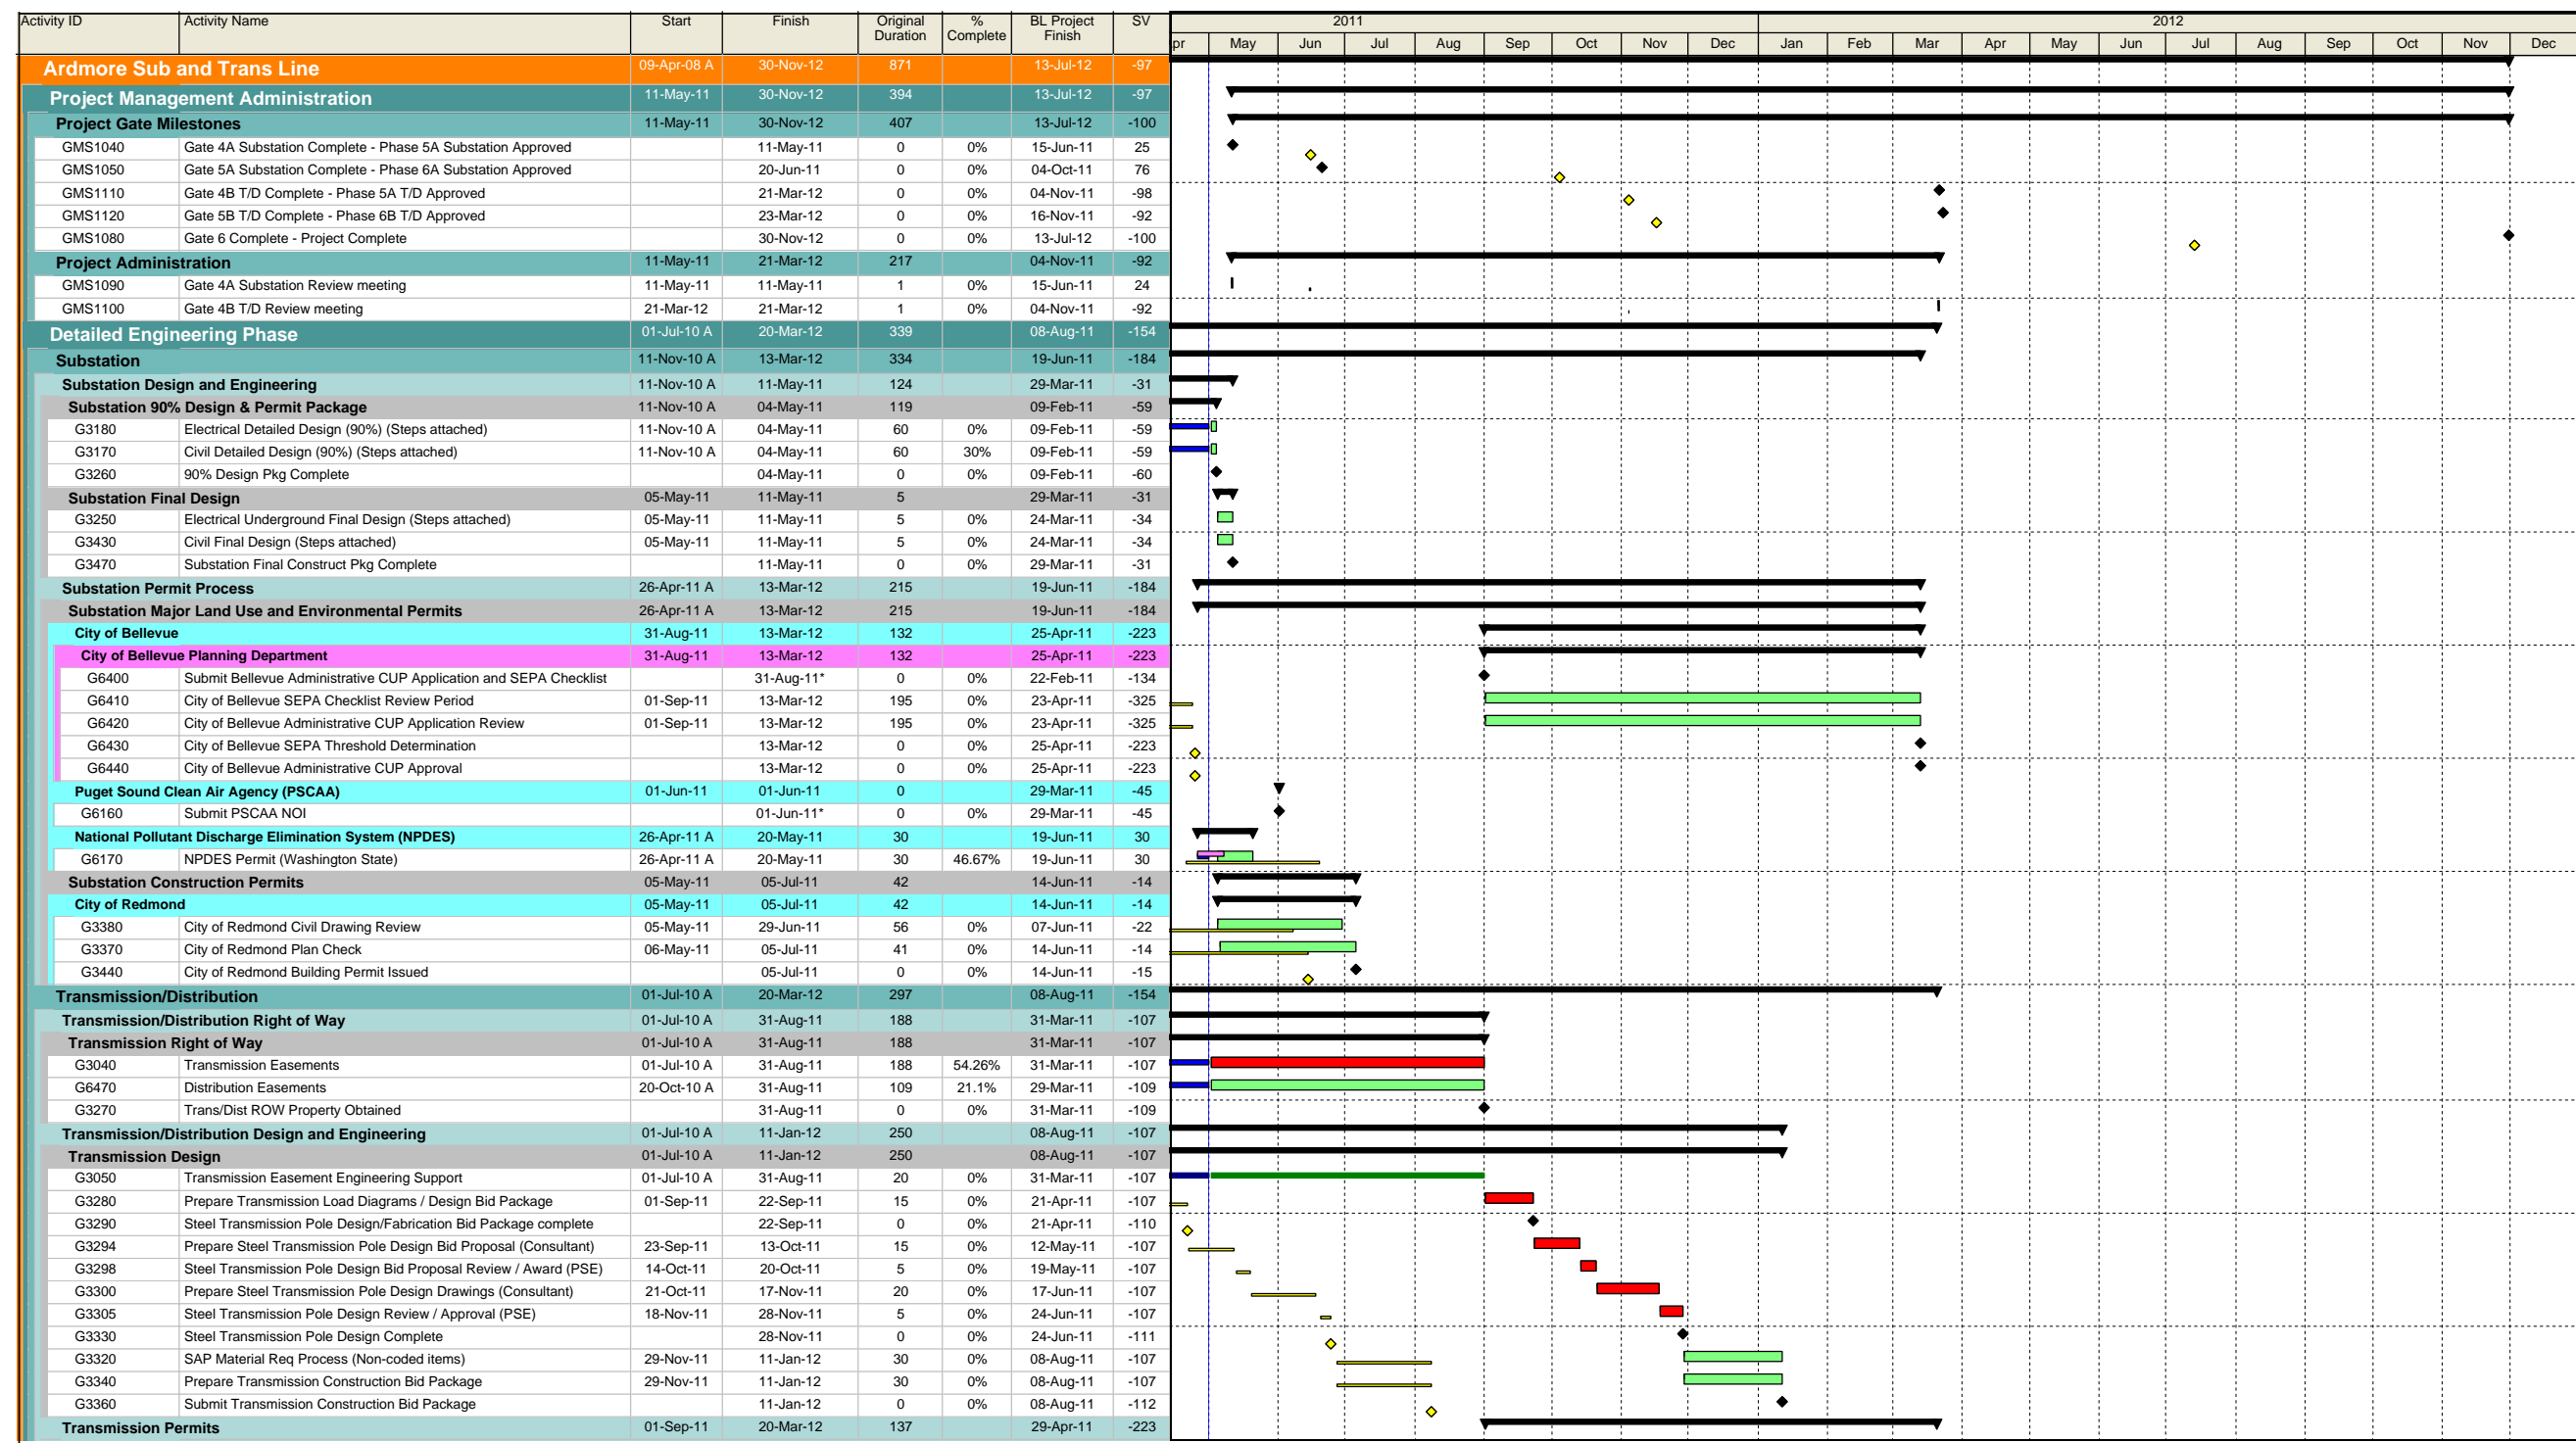 Activity ID Activity Name Start Finish Original Duration % Complete BL Project Finish SV 2011 2012
pr May Jun Jul Aug Sep Oct Nov Dec Jan Feb Mar Apr May Jun Jul Aug Sep Oct Nov Dec
Ardmore Sub and Trans Line 09-Apr-08 A 30-Nov-12 871 13-Jul-12 -97
Project Management Administration 11-May-11 30-Nov-12 394 13-Jul-12 -97
Project Gate Milestones 11-May-11 30-Nov-12 407 13-Jul-12 -100
GMS1040 Gate 4A Substation Complete - Phase 5A Substation Approved 11-May-11 0 0% 15-Jun-11 25
GMS1050 Gate 5A Substation Complete - Phase 6A Substation Approved 20-Jun-11 0 0% 04-Oct-11 76
GMS1110 Gate 4B T/D Complete - Phase 5A T/D Approved 21-Mar-12 0 0% 04-Nov-11 -98
GMS1120 Gate 5B T/D Complete - Phase 6B T/D Approved 23-Mar-12 0 0% 16-Nov-11 -92
GMS1080 Gate 6 Complete - Project Complete 30-Nov-12 0 0% 13-Jul-12 -100
Project Administration 11-May-11 21-Mar-12 217 04-Nov-11 -92
GMS1090 Gate 4A Substation Review meeting 11-May-11 11-May-11 1 0% 15-Jun-11 24
GMS1100 Gate 4B T/D Review meeting 21-Mar-12 21-Mar-12 1 0% 04-Nov-11 -92
Detailed Engineering Phase 01-Jul-10 A 20-Mar-12 339 08-Aug-11 -154
Substation 11-Nov-10 A 13-Mar-12 334 19-Jun-11 -184
Substation Design and Engineering 11-Nov-10 A 11-May-11 124 29-Mar-11 -31
Substation 90% Design & Permit Package 11-Nov-10 A 04-May-11 119 09-Feb-11 -59
G3180 Electrical Detailed Design (90%) (Steps attached) 11-Nov-10 A 04-May-11 60 0% 09-Feb-11 -59
G3170 Civil Detailed Design (90%) (Steps attached) 11-Nov-10 A 04-May-11 60 30% 09-Feb-11 -59
G3260 90% Design Pkg Complete 04-May-11 0 0% 09-Feb-11 -60
Substation Final Design 05-May-11 11-May-11 5 29-Mar-11 -31
G3250 Electrical Underground Final Design (Steps attached) 05-May-11 11-May-11 5 0% 24-Mar-11 -34
G3430 Civil Final Design (Steps attached) 05-May-11 11-May-11 5 0% 24-Mar-11 -34
G3470 Substation Final Construct Pkg Complete 11-May-11 0 0% 29-Mar-11 -31
Substation Permit Process 26-Apr-11 A 13-Mar-12 215 19-Jun-11 -184
Substation Major Land Use and Environmental Permits 26-Apr-11 A 13-Mar-12 215 19-Jun-11 -184
City of Bellevue 31-Aug-11 13-Mar-12 132 25-Apr-11 -223
City of Bellevue Planning Department 31-Aug-11 13-Mar-12 132 25-Apr-11 -223
G6400 Submit Bellevue Administrative CUP Application and SEPA Checklist 31-Aug-11* 0 0% 22-Feb-11 -134
G6410 City of Bellevue SEPA Checklist Review Period 01-Sep-11 13-Mar-12 195 0% 23-Apr-11 -325
G6420 City of Bellevue Administrative CUP Application Review 01-Sep-11 13-Mar-12 195 0% 23-Apr-11 -325
G6430 City of Bellevue SEPA Threshold Determination 13-Mar-12 0 0% 25-Apr-11 -223
G6440 City of Bellevue Administrative CUP Approval 13-Mar-12 0 0% 25-Apr-11 -223
Puget Sound Clean Air Agency (PSCAA) 01-Jun-11 01-Jun-11 0 29-Mar-11 -45
G6160 Submit PSCAA NOI 01-Jun-11* 0 0% 29-Mar-11 -45
National Pollutant Discharge Elimination System (NPDES) 26-Apr-11 A 20-May-11 30 19-Jun-11 30
G6170 NPDES Permit (Washington State) 26-Apr-11 A 20-May-11 30 46.67% 19-Jun-11 30
Substation Construction Permits 05-May-11 05-Jul-11 42 14-Jun-11 -14
City of Redmond 05-May-11 05-Jul-11 42 14-Jun-11 -14
G3380 City of Redmond Civil Drawing Review 05-May-11 29-Jun-11 56 0% 07-Jun-11 -22
G3370 City of Redmond Plan Check 06-May-11 05-Jul-11 41 0% 14-Jun-11 -14
G3440 City of Redmond Building Permit Issued 05-Jul-11 0 0% 14-Jun-11 -15
Transmission/Distribution 01-Jul-10 A 20-Mar-12 297 08-Aug-11 -154
Transmission/Distribution Right of Way 01-Jul-10 A 31-Aug-11 188 31-Mar-11 -107
Transmission Right of Way 01-Jul-10 A 31-Aug-11 188 31-Mar-11 -107
G3040 Transmission Easements 01-Jul-10 A 31-Aug-11 188 54.26% 31-Mar-11 -107
G6470 Distribution Easements 20-Oct-10 A 31-Aug-11 109 21.1% 29-Mar-11 -109
G3270 Trans/Dist ROW Property Obtained 31-Aug-11 0 0% 31-Mar-11 -109
Transmission/Distribution Design and Engineering 01-Jul-10 A 11-Jan-12 250 08-Aug-11 -107
Transmission Design 01-Jul-10 A 11-Jan-12 250 08-Aug-11 -107
G3050 Transmission Easement Engineering Support 01-Jul-10 A 31-Aug-11 20 0% 31-Mar-11 -107
G3280 Prepare Transmission Load Diagrams / Design Bid Package 01-Sep-11 22-Sep-11 15 0% 21-Apr-11 -107
G3290 Steel Transmission Pole Design/Fabrication Bid Package complete 22-Sep-11 0 0% 21-Apr-11 -110
G3294 Prepare Steel Transmission Pole Design Bid Proposal (Consultant) 23-Sep-11 13-Oct-11 15 0% 12-May-11 -107
G3298 Steel Transmission Pole Design Bid Proposal Review / Award (PSE) 14-Oct-11 20-Oct-11 5 0% 19-May-11 -107
G3300 Prepare Steel Transmission Pole Design Drawings (Consultant) 21-Oct-11 17-Nov-11 20 0% 17-Jun-11 -107
G3305 Steel Transmission Pole Design Review / Approval (PSE) 18-Nov-11 28-Nov-11 5 0% 24-Jun-11 -107
G3330 Steel Transmission Pole Design Complete 28-Nov-11 0 0% 24-Jun-11 -111
G3320 SAP Material Req Process (Non-coded items) 29-Nov-11 11-Jan-12 30 0% 08-Aug-11 -107
G3340 Prepare Transmission Construction Bid Package 29-Nov-11 11-Jan-12 30 0% 08-Aug-11 -107
G3360 Submit Transmission Construction Bid Package 11-Jan-12 0 0% 08-Aug-11 -112
Transmission Permits 01-Sep-11 20-Mar-12 137 29-Apr-11 -223